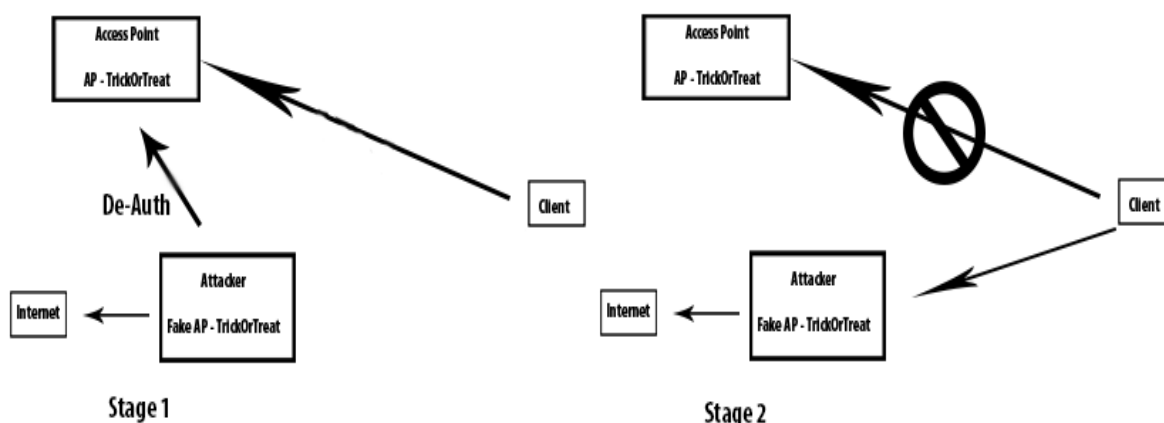 Access Point
AP - TrickOrTreat
De-Auth
Client
Attacker
Fake AP - TrickOrTreat
Internet
Stage 1
Access Point
AP - TrickOrTreat
Client
Attacker
Fake AP - TrickOrTreat
Internet
Stage 2